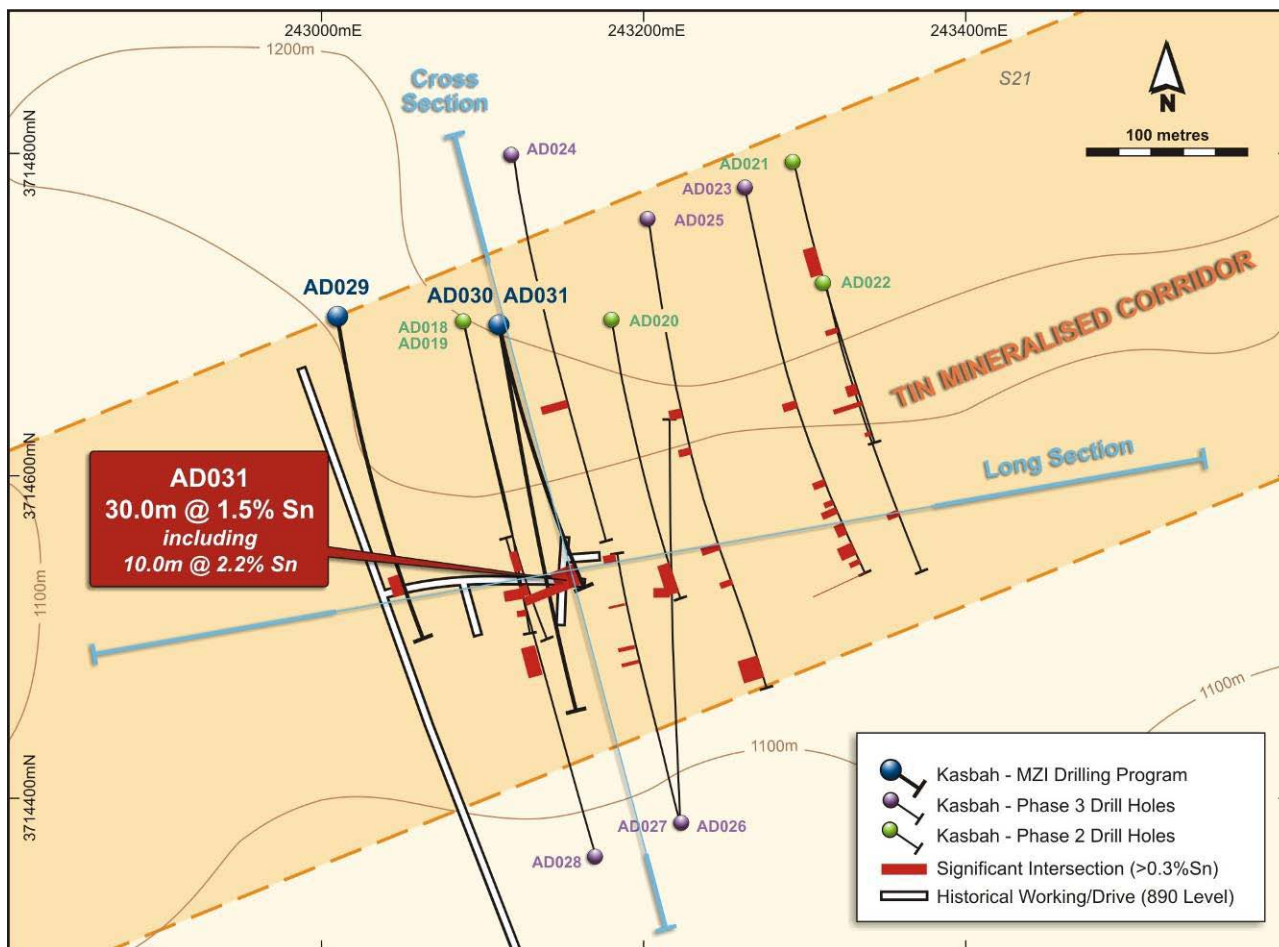 243000mE
243200mE
243400mE
1200m
Cross
Section
S21
N
100 metres
3714800mN
AD024
AD021
AD023
AD025
AD022
AD029
AD030
AD031
AD018
AD019
AD020
TIN MINERALISED CORRIDOR
3714600mN
Long Section
AD031
30.0m @ 1.5% Sn
including
10.0m @ 2.2% Sn
1100m
1100m
1100m
3714400mN
AD027
AD026
AD028
Kasbah - MZI Drilling Program
Kasbah - Phase 3 Drill Holes
Kasbah - Phase 2 Drill Holes
Significant Intersection (>0.3%Sn)
Historical Working/Drive (890 Level)